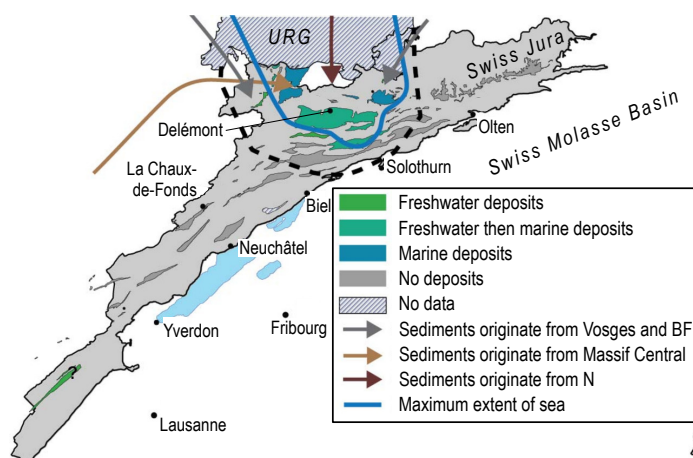 URG
Swiss Jura
Delémont
Olten
Swiss Molasse Basin
Solothurn
La Chaux-
de-Fonds
Biel
Neuchâtel
Yverdon
Fribourg
Lausanne
Freshwater deposits
Freshwater then marine deposits
Marine deposits
No deposits
No data
Sediments originate from Vosges and BF
Sediments originate from Massif Central
Sediments originate from N
Maximum extent of sea